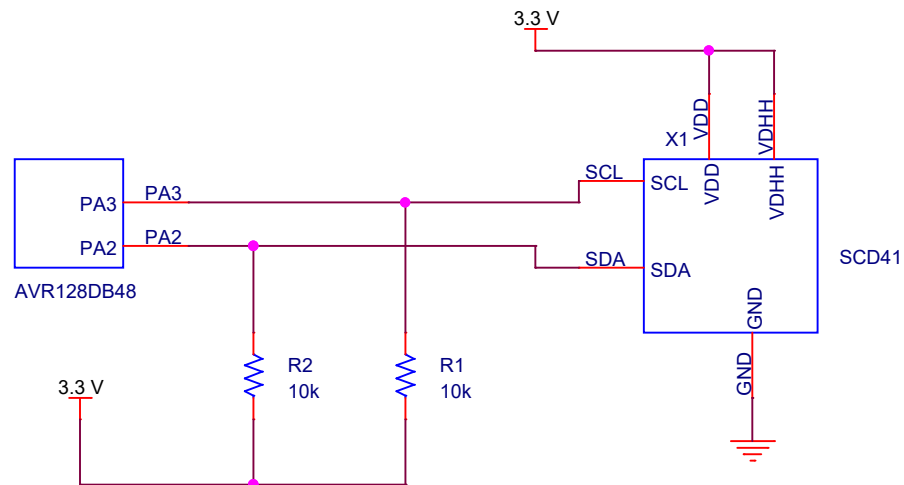 3.3 V
VDD
VDHH
X1
PA3
PA3
SCL
SCL
VDD
VDHH
PA2
PA2
SDA
SDA
SCD41
AVR128DB48
GND
GND
R2
10k
R1
10k
3.3 V